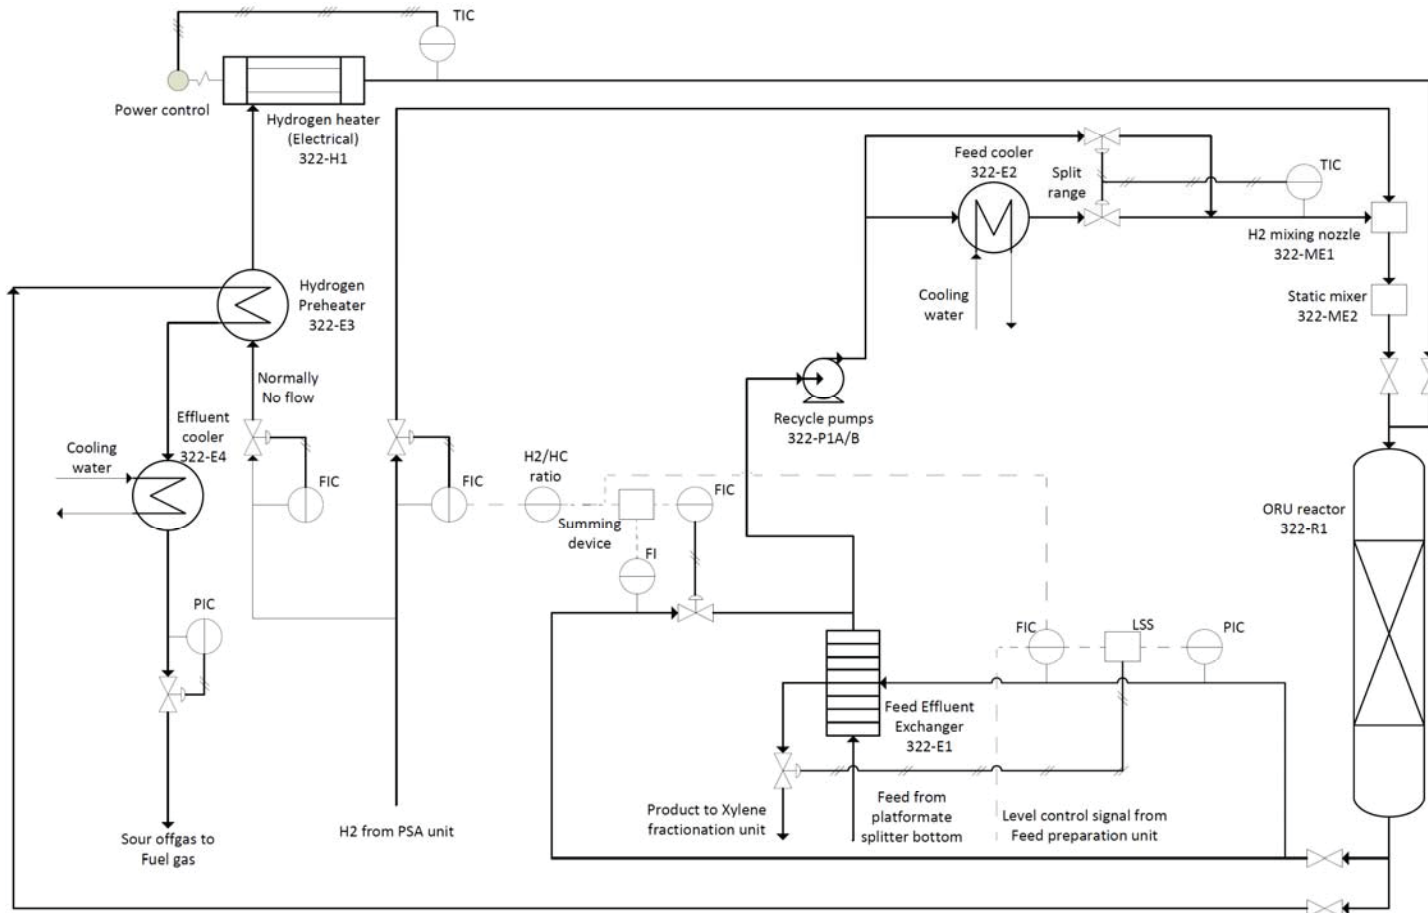 TIC
Power control
Hydrogen heater
(Electrical)
322-H1
Feed cooler
322-E2
Split
range
TIC
H2 mixing nozzle
322-ME1
Cooling
water
Static mixer
322-ME2
Hydrogen
Preheater
322-E3
Normally
No flow
Effluent
cooler
322-E4
Cooling
water
Recycle pumps
322-P1A/B
FIC
FIC
H2/HC
ratio
Summing
device
FIC
FI
ORU reactor
322-R1
PIC
FIC
LSS
PIC
Feed Effluent
Exchanger
322-E1
Sour offgas to
Fuel gas
H2 from PSA unit
Product to Xylene
fractionation unit
Feed from
platformate
splitter bottom
Level control signal from
Feed preparation unit